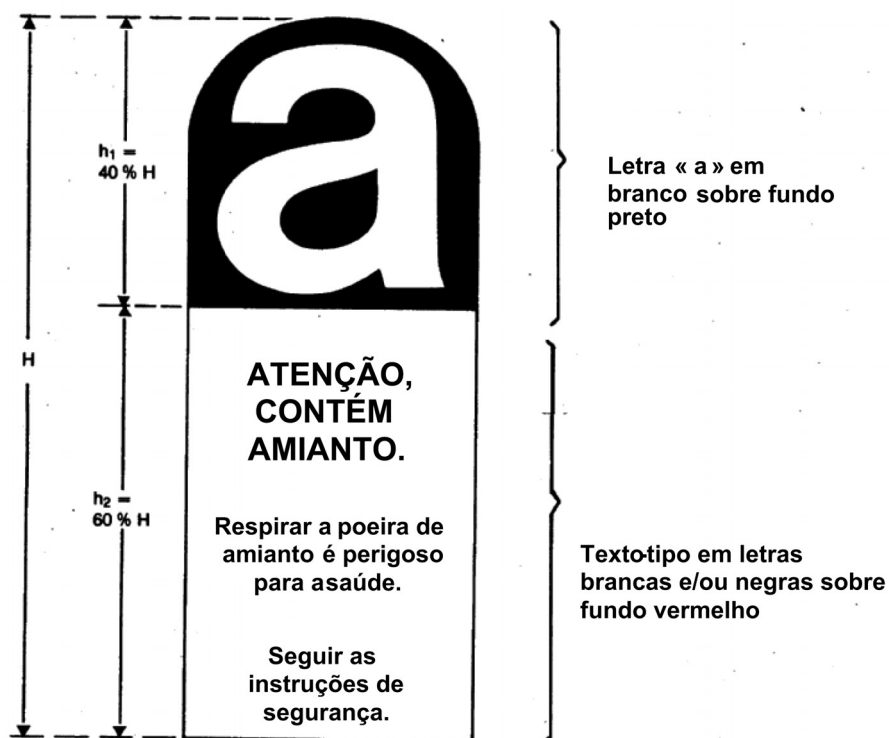 h₁ =
40 % H
H
h₂ =
60 % H
a
ATENÇÃO,
CONTÉM
AMIANTO.
Respirar a poeira de
amianto é perigoso
para asaúde.
Seguir as
instruções de
segurança.
Letra « a » em
branco sobre fundo
preto
Texto-tipo em letras
brancas e/ou negras sobre
fundo vermelho